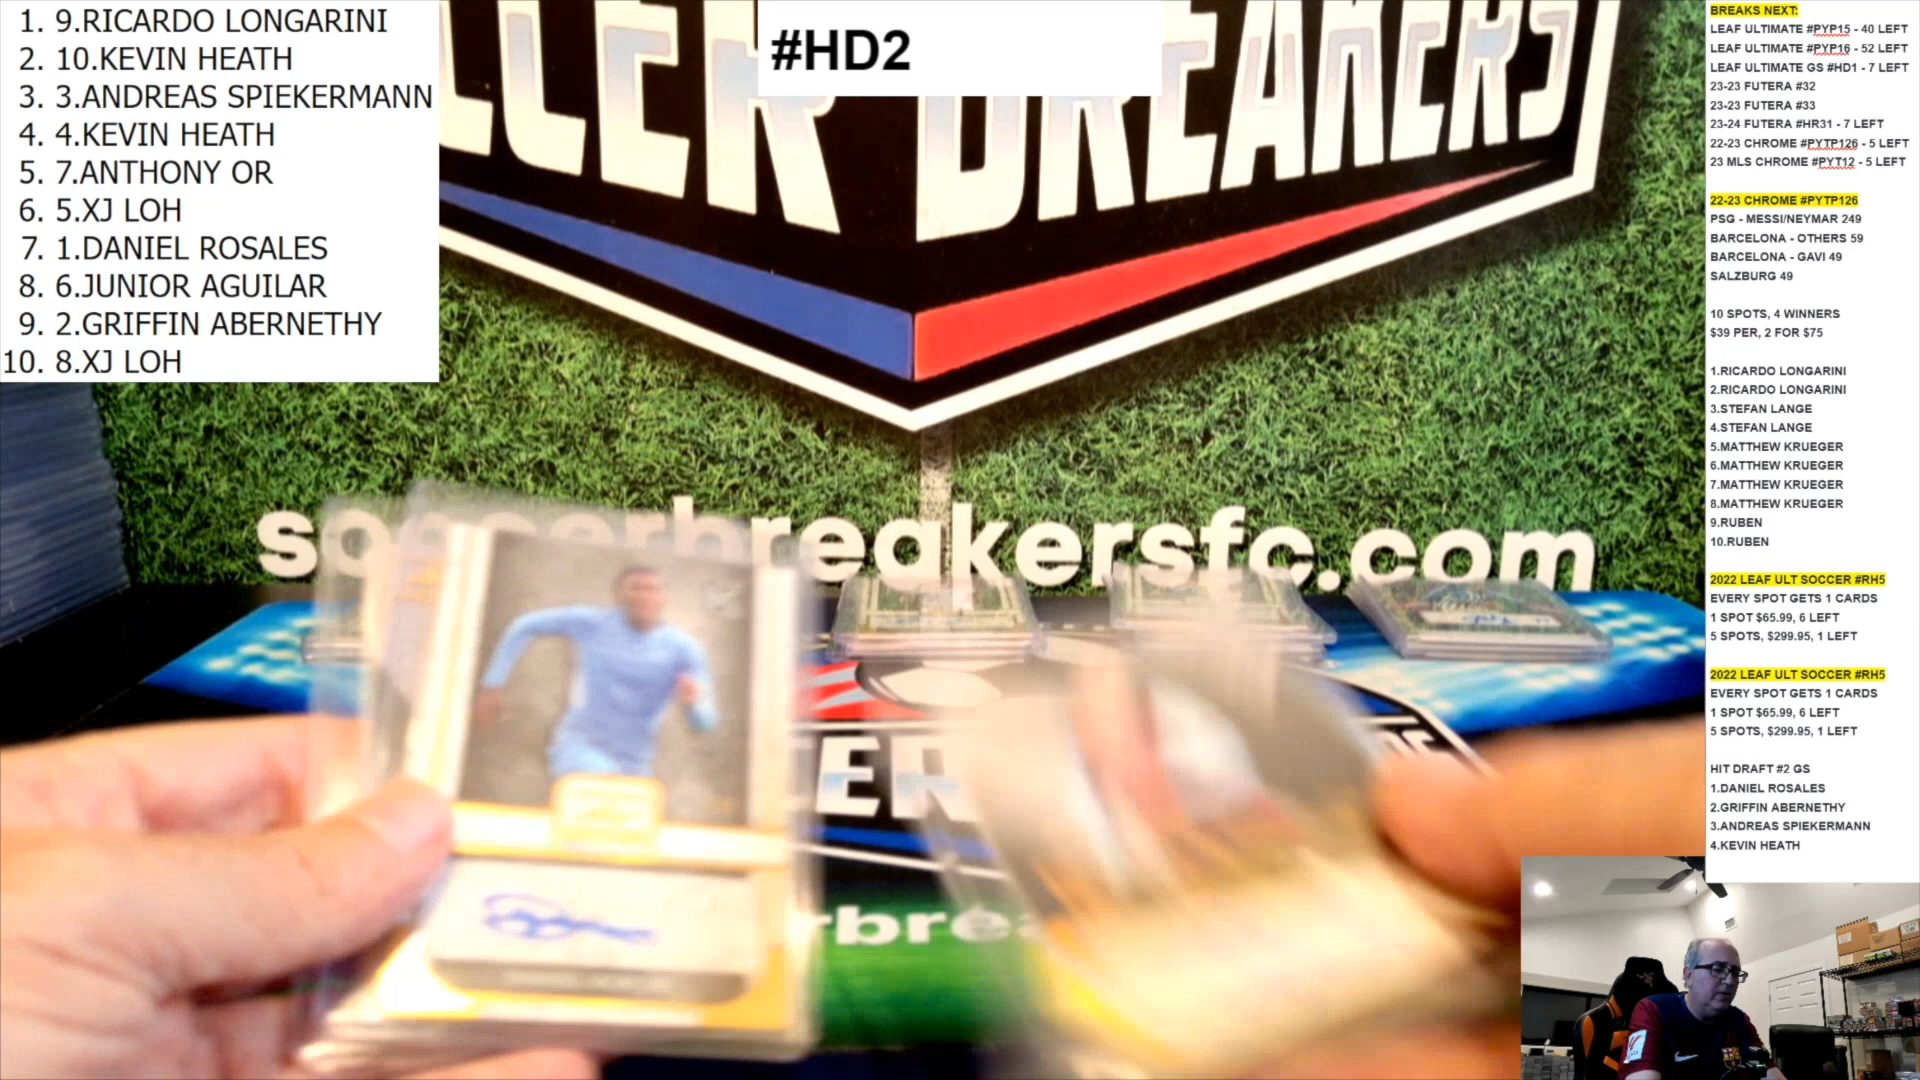 1. 9.RICARDO LONGARINI
2. 10.KEVIN HEATH
3. 3.ANDREAS SPIEKERMANN
4. 4.KEVIN HEATH
5. 7.ANTHONY OR
6. 5.XJ LOH
7. 1.DANIEL ROSALES
8. 6.JUNIOR AGUILAR
9. 2.GRIFFIN ABERNETHY
10. 8.XJ LOH
#HD2
BREAKERS
soccerbreakersfc.com
BREAKS NEXT:
LEAF ULTIMATE #PYP15 - 40 LEFT
LEAF ULTIMATE #PYP16 - 52 LEFT
LEAF ULTIMATE GS #HD1 - 7 LEFT
23-23 FUTERA #32
23-23 FUTERA #33
23-24 FUTERA #HR31 - 7 LEFT
22-23 CHROME #PYTP126 - 5 LEFT
23 MLS CHROME #PYT12 - 5 LEFT
22-23 CHROME #PYTP126
PSG - MESSI/NEYMAR 249
BARCELONA - OTHERS 59
BARCELONA - GAVI 49
SALZBURG 49
10 SPOTS, 4 WINNERS
$39 PER, 2 FOR $75
1.RICARDO LONGARINI
2.RICARDO LONGARINI
3.STEFAN LANGE
4.STEFAN LANGE
5.MATTHEW KRUEGER
6.MATTHEW KRUEGER
7.MATTHEW KRUEGER
8.MATTHEW KRUEGER
9.RUBEN
10.RUBEN
2022 LEAF ULT SOCCER #RH5
EVERY SPOT GETS 1 CARDS
1 SPOT $65.99, 6 LEFT
5 SPOTS, $299.95, 1 LEFT
2022 LEAF ULT SOCCER #RH5
EVERY SPOT GETS 1 CARDS
1 SPOT $65.99, 6 LEFT
5 SPOTS, $299.95, 1 LEFT
HIT DRAFT #2 GS
1.DANIEL ROSALES
2.GRIFFIN ABERNETHY
3.ANDREAS SPIEKERMANN
4.KEVIN HEATH